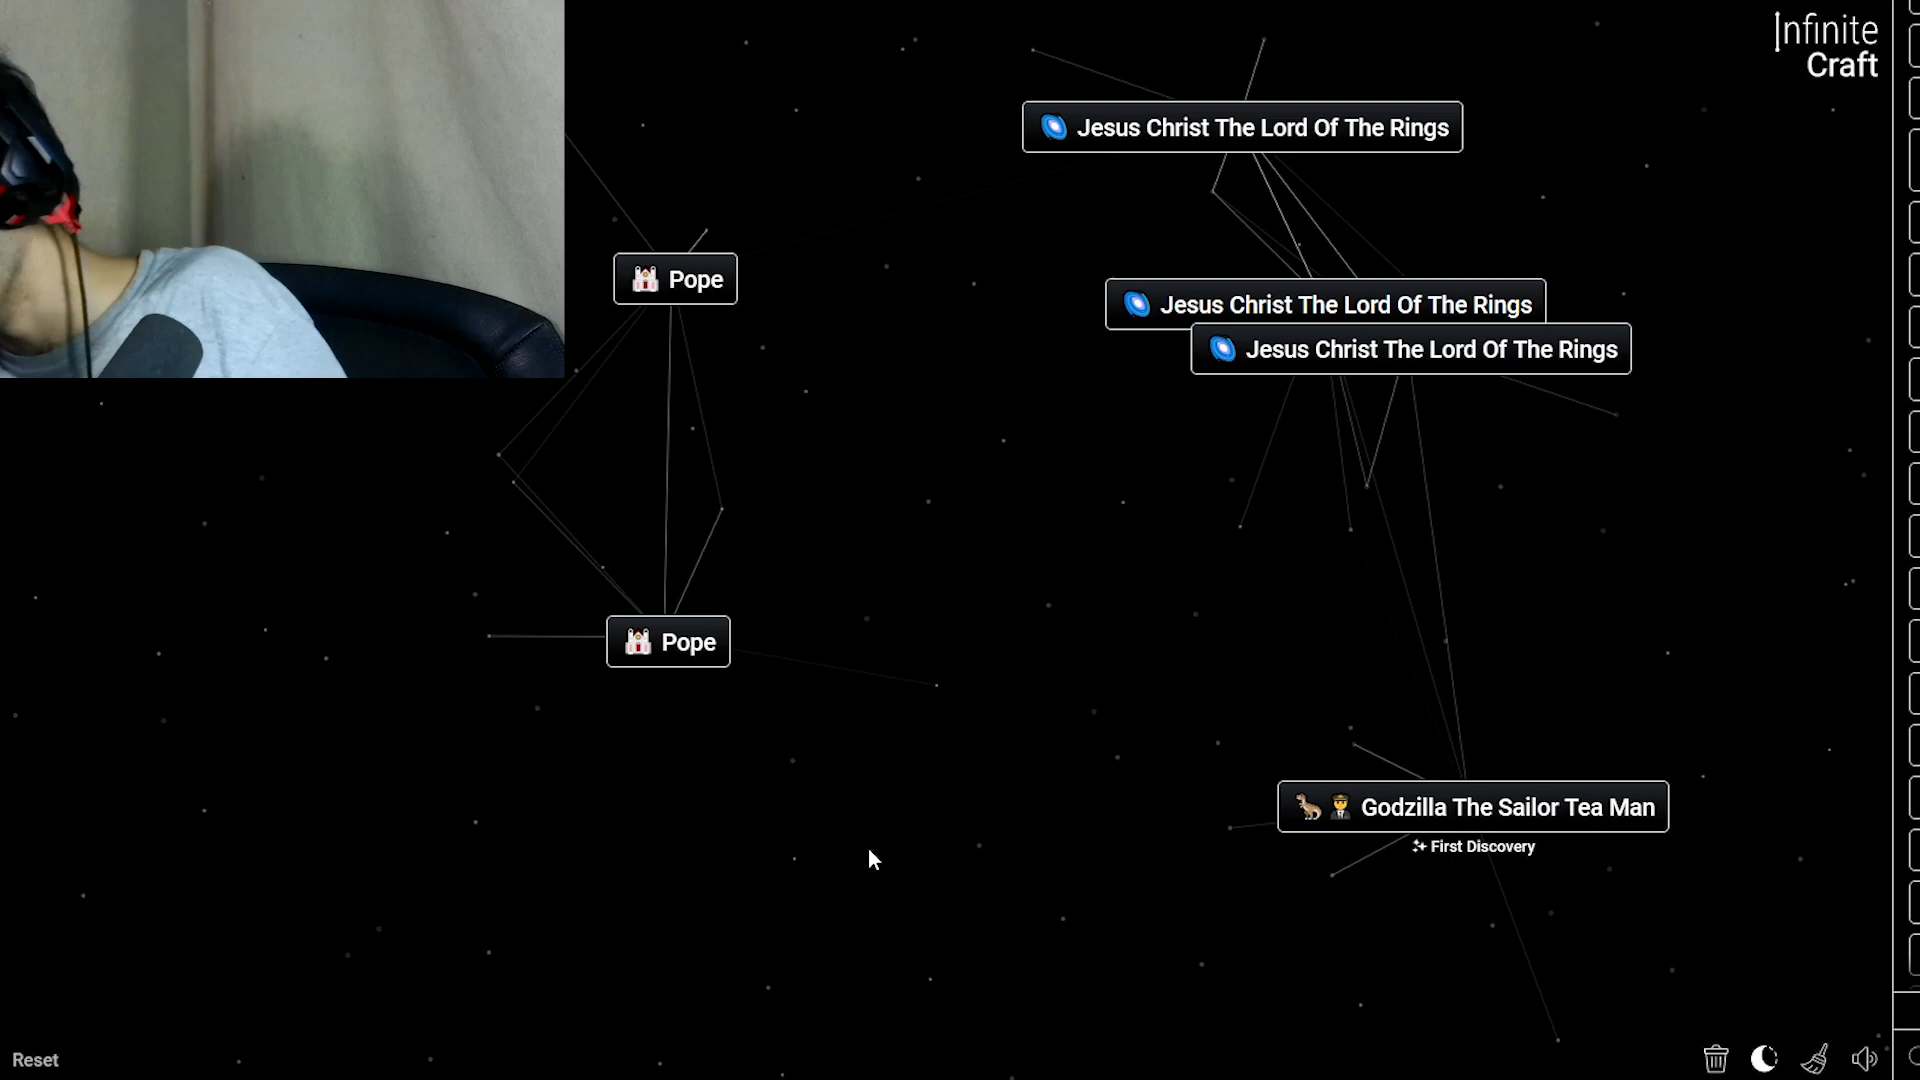 Infinite
Craft
Jesus Christ The Lord Of The Rings
Pope
Jesus Christ The Lord Of The Rings
Jesus Christ The Lord Of The Rings
Pope
Godzilla The Sailor Tea Man
First Discovery
Reset